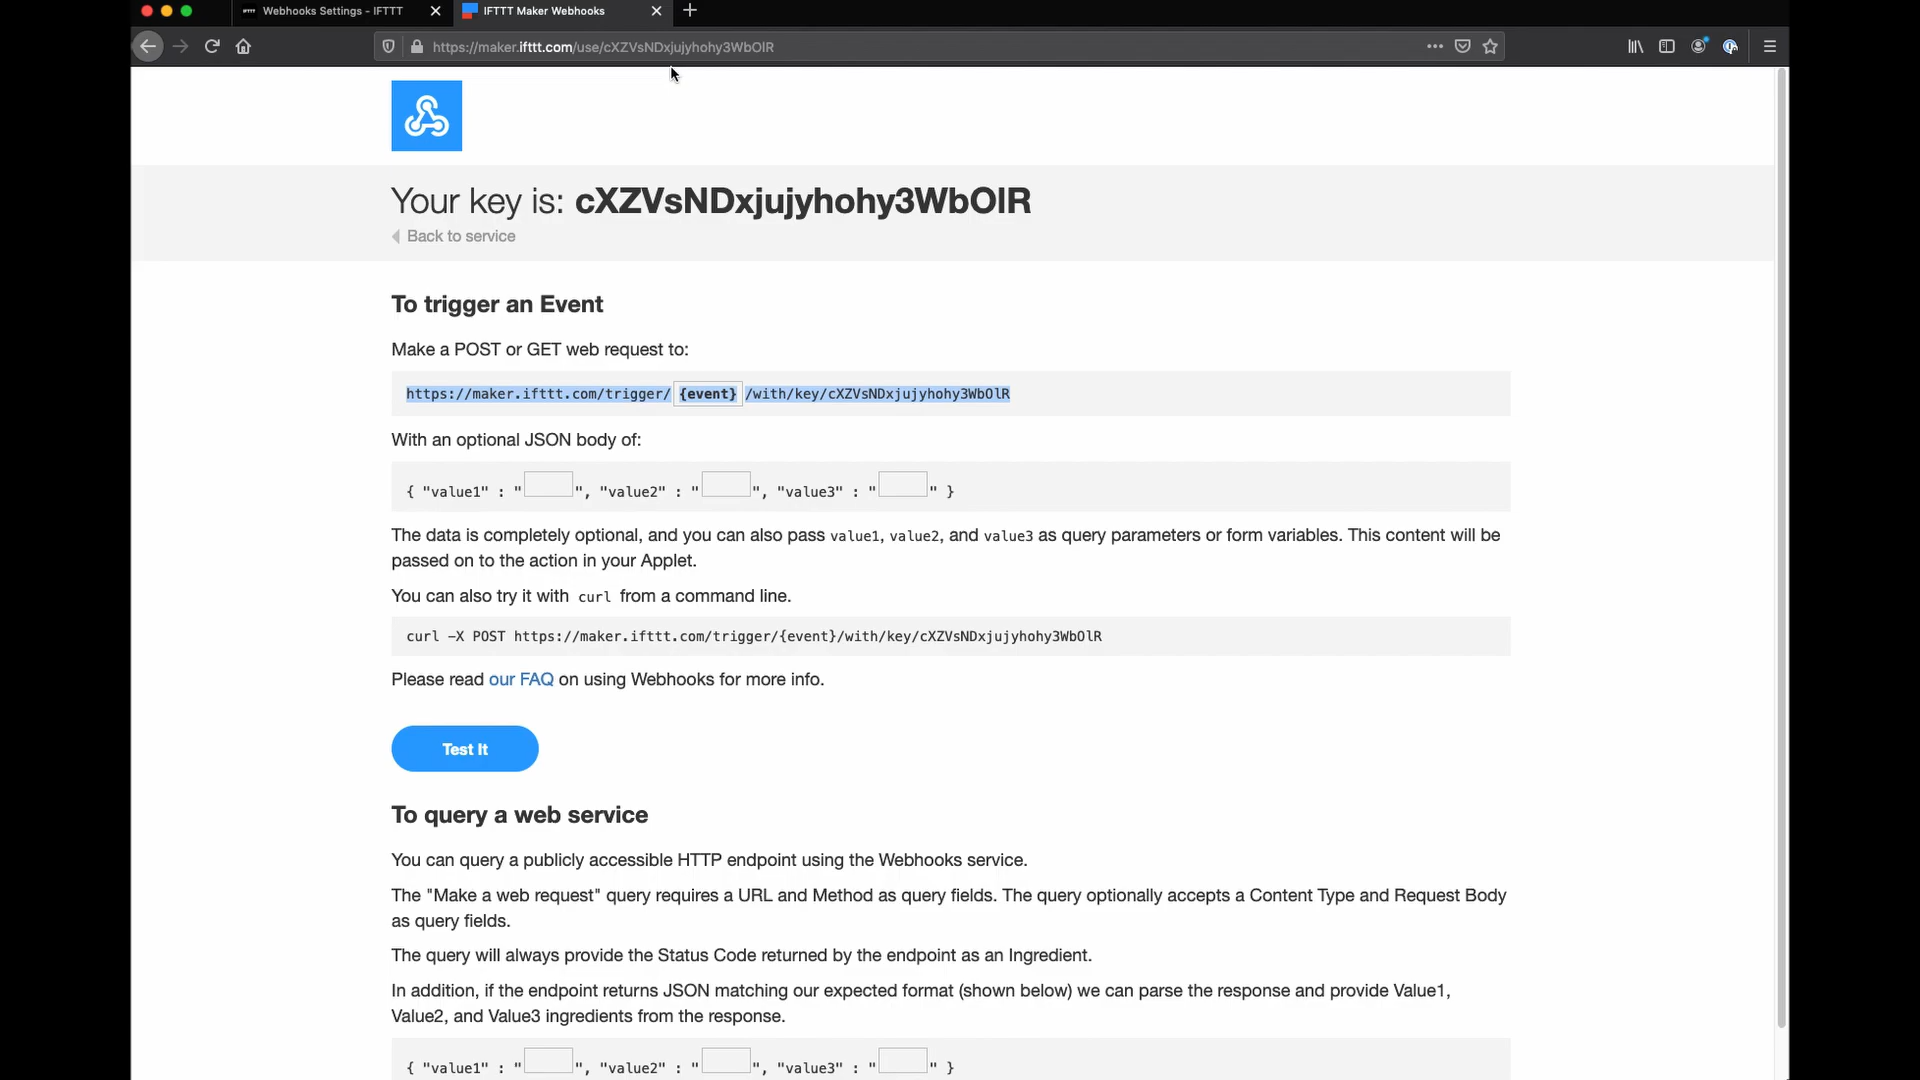 Webhooks Settings - IFTTT
IFTTT Maker Webhooks
https://maker.ifttt.com/use/cXZVsNDxjujyhohy3WbOlR
Your key is: cXZVsNDxjujyhohy3WbOlR
Back to service
To trigger an Event
Make a POST or GET web request to:
https://maker.ifttt.com/trigger/ {event} /with/key/cXZVsNDxjujyhohy3WbOlR
With an optional JSON body of:
{ "value1" : "", "value2" : "", "value3" : "" }
The data is completely optional, and you can also pass value1, value2, and value3 as query parameters or form variables. This content will be
passed on to the action in your Applet.
You can also try it with curl from a command line.
curl -X POST https://maker.ifttt.com/trigger/{event}/with/key/cXZVsNDxjujyhohy3WbOlR
Please read our FAQ on using Webhooks for more info.
Test It
To query a web service
You can query a publicly accessible HTTP endpoint using the Webhooks service.
The "Make a web request" query requires a URL and Method as query fields. The query optionally accepts a Content Type and Request Body
as query fields.
The query will always provide the Status Code returned by the endpoint as an Ingredient.
In addition, if the endpoint returns JSON matching our expected format (shown below) we can parse the response and provide Value1,
Value2, and Value3 ingredients from the response.
{ "value1" : "", "value2" : "", "value3" : "" }